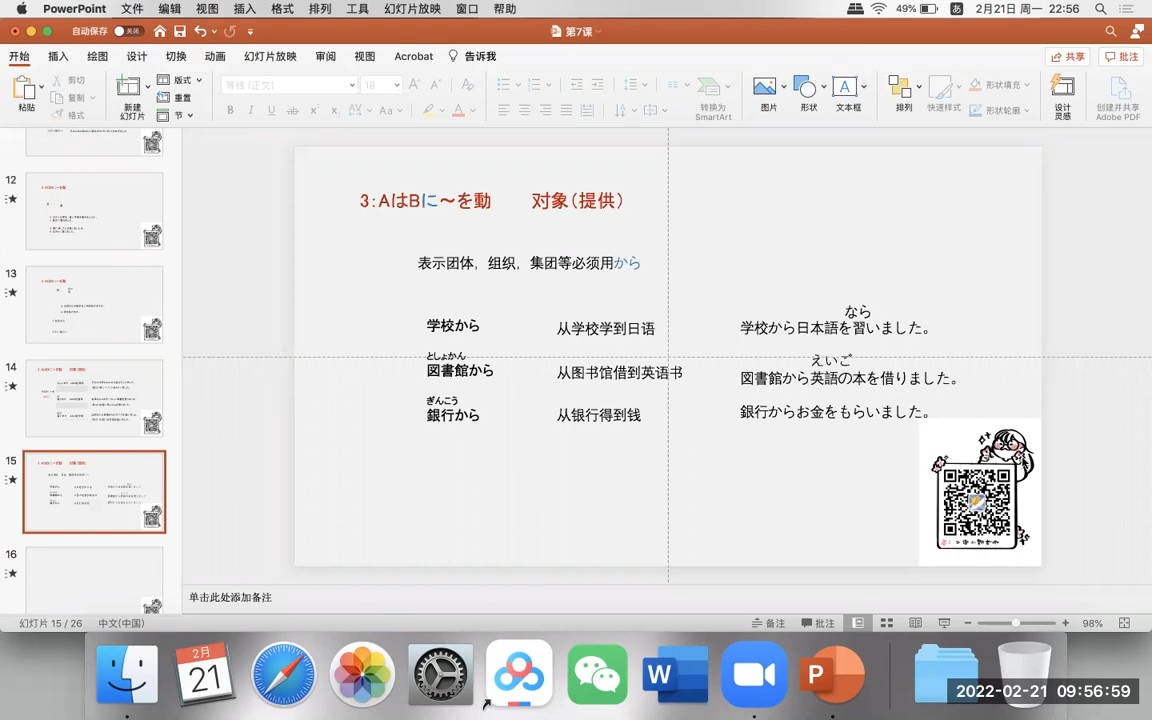 PowerPoint 文件 编辑 视图 插入 格式 排列 工具 幻灯片放映 窗口 帮助 49% あ 2月21日 周一 22:56
自动保存 关闭 第7课
开始 插入 绘图 设计 切换 动画 幻灯片放映 审阅 视图 Acrobat 告诉我 共享 批注
粘贴 剪切 复制 格式 新建幻灯片 版式 重置 节 等线 (正文) 18 转换为 SmartArt 图片 形状 文本框 排列 快速样式 形状填充 形状轮廓 设计灵感 创建并共享 Adobe PDF
12
13
14
15
16
3：AはBに～を動 对象（提供）
表示团体，组织，集团等必须用から
なら
学校から 从学校学到日语 学校から日本語を習いました。
としょかん えいご
図書館から 从图书馆借到英语书 図書館から英語の本を借りました。
ぎんこう
銀行から 从银行得到钱 銀行からお金をもらいました。
单击此处添加备注
幻灯片 15 / 26 中文(中国) 备注 批注 98%
2月
21
W
P
2022-02-21 09:56:59